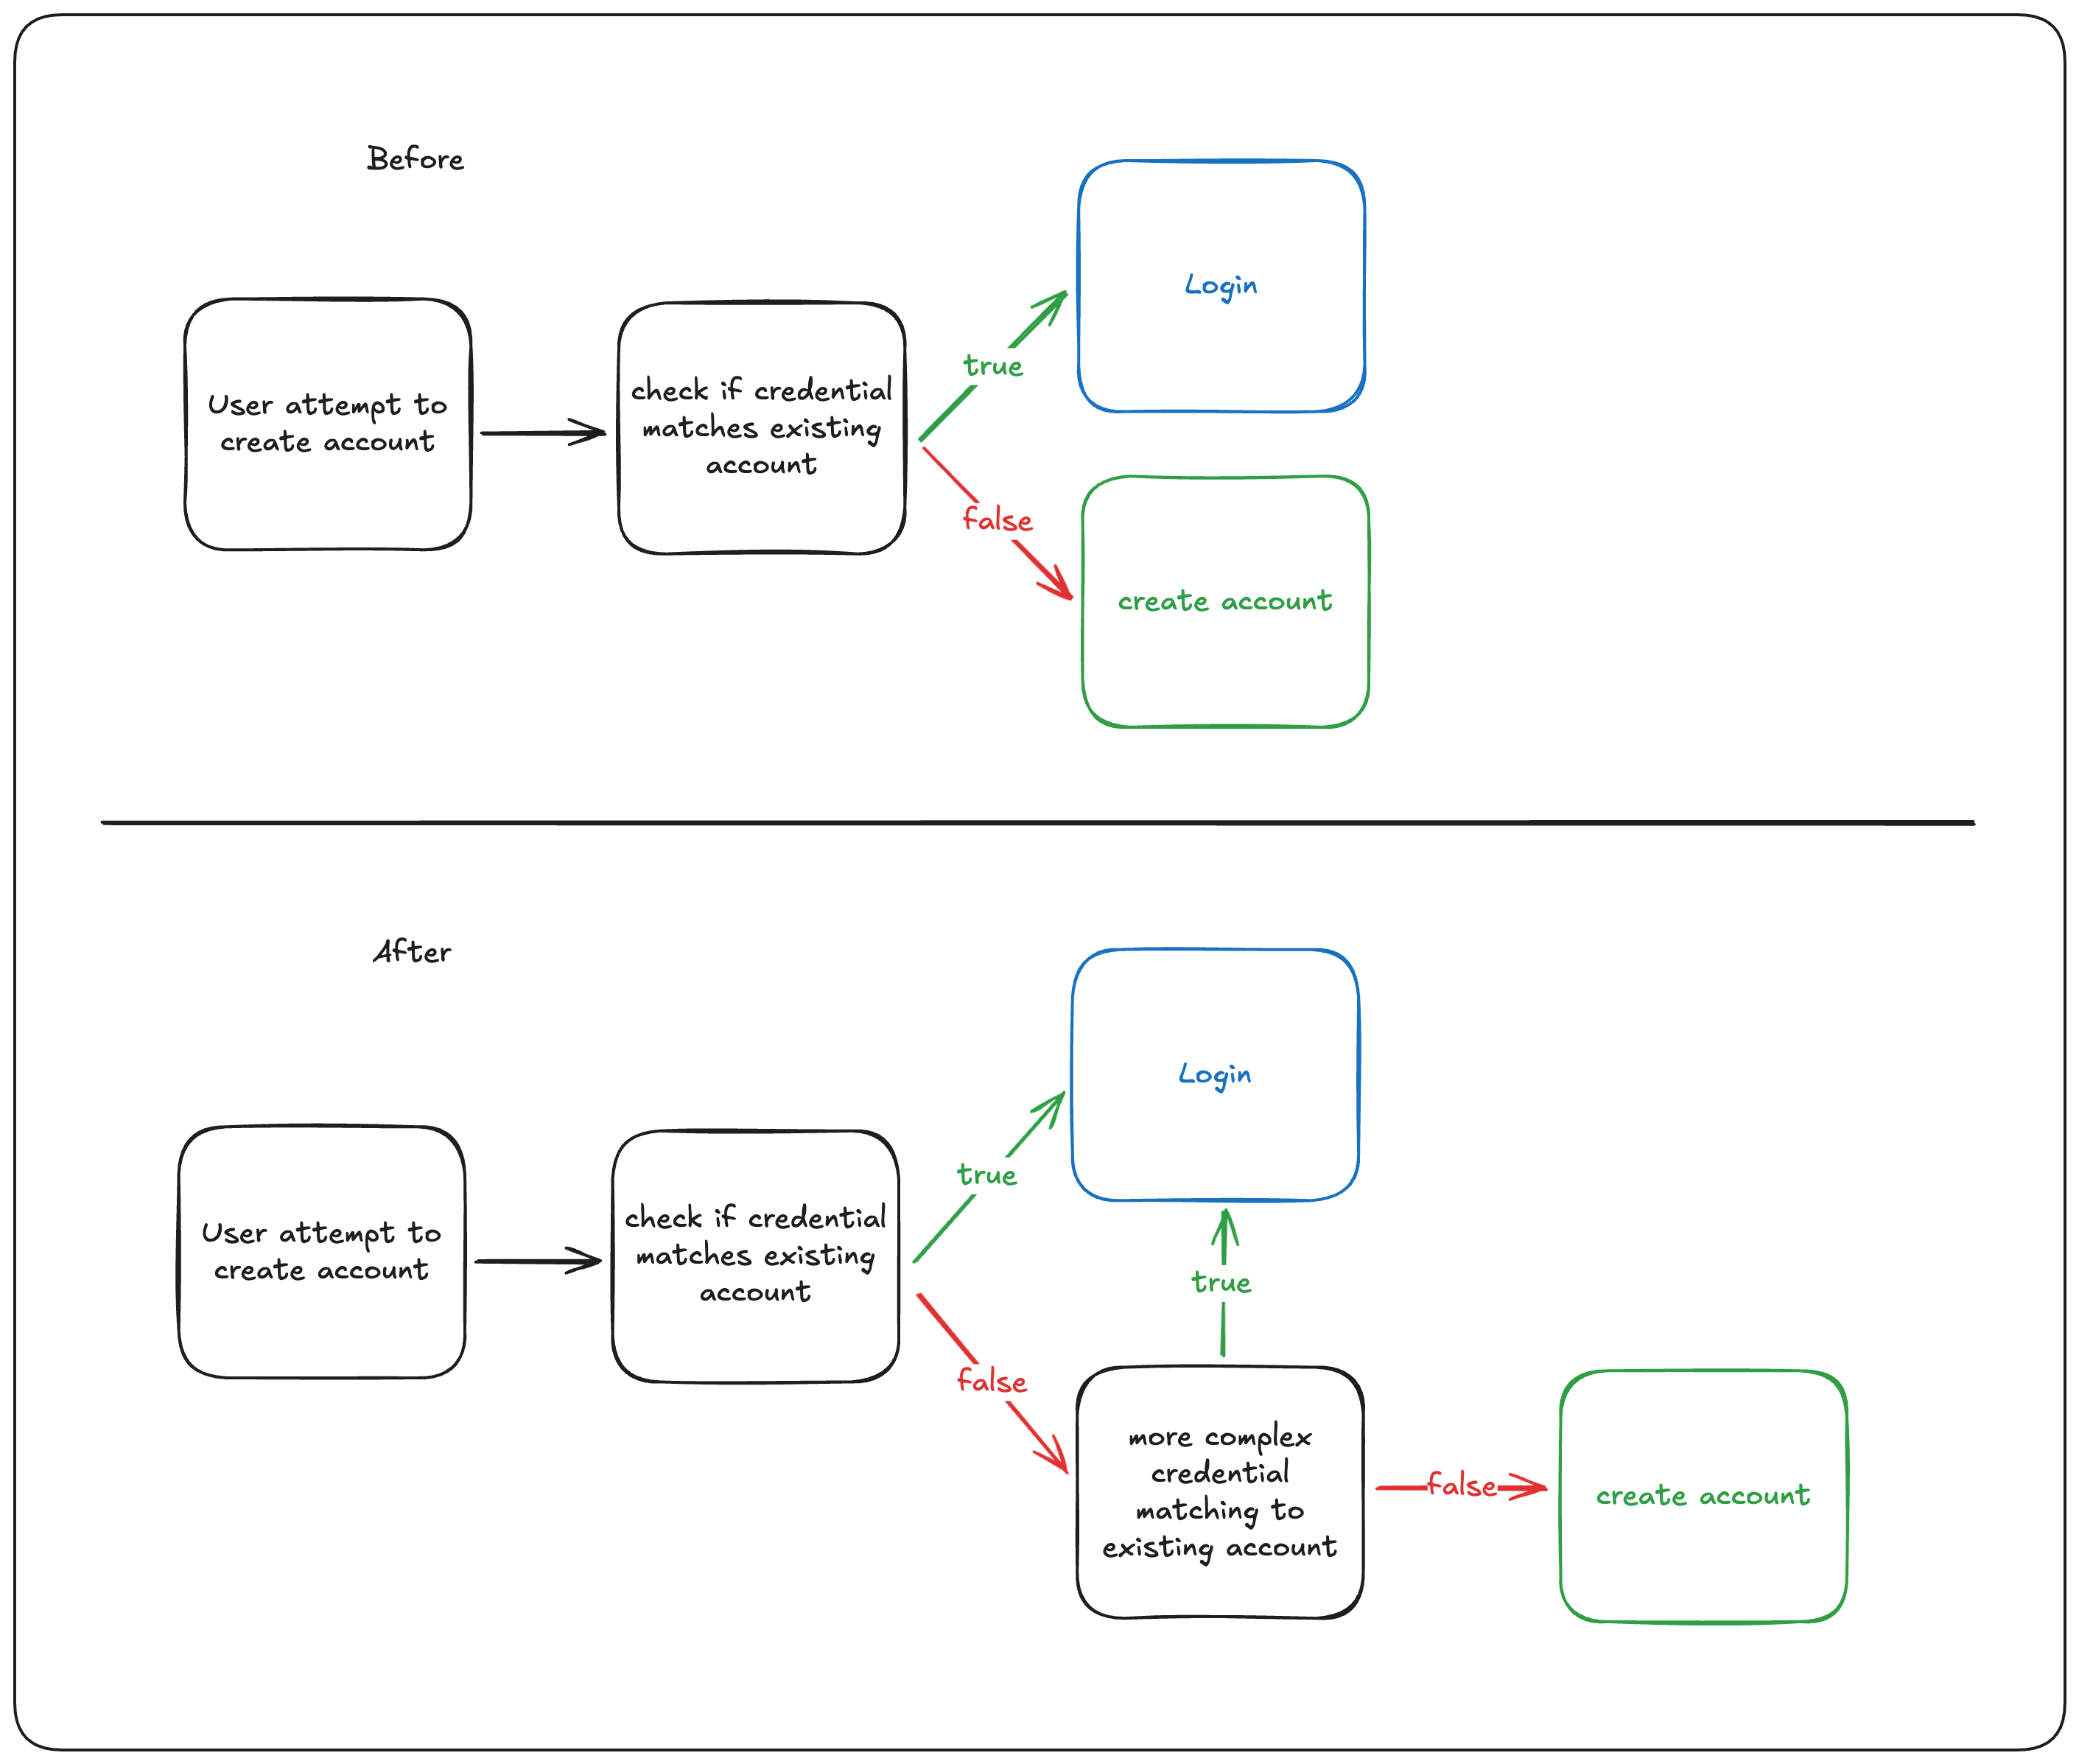 Before
Login
true
User attempt to
create account
check if credential
matches existing
account
false
create account
After
Login
true
User attempt to
create account
check if credential
matches existing
account
true
false
more complex
credential
matching to
existing account
false
create account